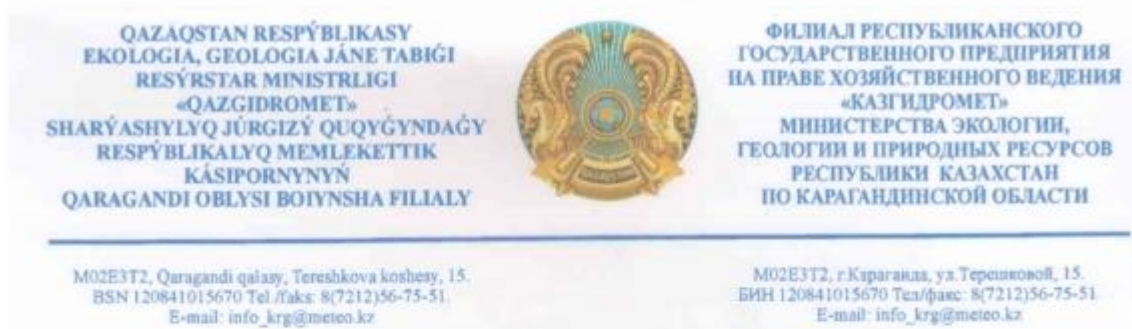 QAZAQSTAN RESPÝBLIKASY
EKOLOGIA, GEOLOGIA JÁNE TABIǴI
RESÝRSTAR MINISTRLIGI
«QAZGIDROMET»
SHARÝASHYLYQ JÚRGIZÝ QUQYǴYNDAǴY
RESPÝBLIKALYQ MEMLEKETTIK
KÁSIPORNYNYŃ
QARAGANDI OBLYSI BOIYNSHA FILIALY
ФИЛИАЛ РЕСПУБЛИКАНСКОГО
ГОСУДАРСТВЕННОГО ПРЕДПРИЯТИЯ
НА ПРАВЕ ХОЗЯЙСТВЕННОГО ВЕДЕНИЯ
«КАЗГИДРОМЕТ»
МИНИСТЕРСТВА ЭКОЛОГИИ,
ГЕОЛОГИИ И ПРИРОДНЫХ РЕСУРСОВ
РЕСПУБЛИКИ КАЗАХСТАН
ПО КАРАГАНДИНСКОЙ ОБЛАСТИ
M02E3T2, Qaragandi qalasy, Tereshkova koshesy, 15.
BSN 120841015670 Tel /faks: 8(7212)56-75-51.
E-mail: info_krg@meteo.kz
M02E3T2, г.Караганда, ул.Терешковой, 15.
БИН 120841015670 Тел/факс: 8(7212)56-75-51
E-mail: info_krg@meteo.kz